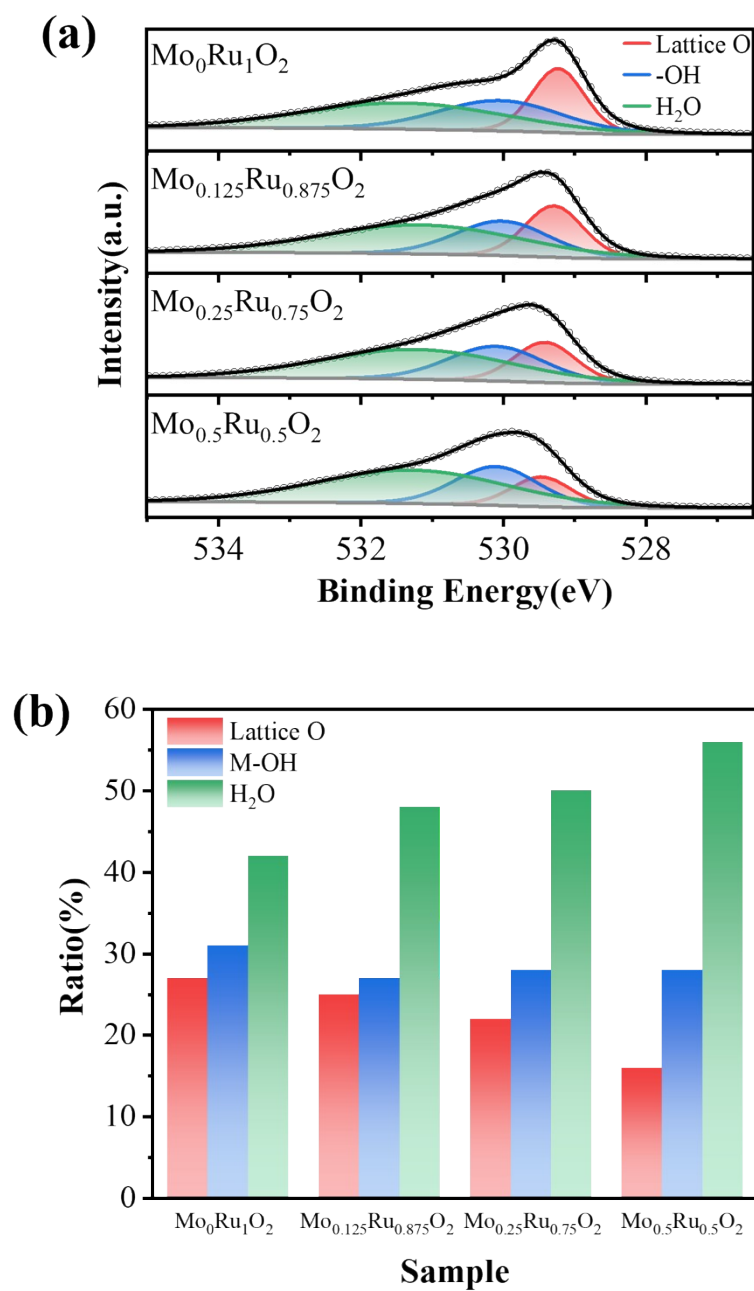 (a)
Mo₀Ru₁O₂
Lattice O
-OH
H₂O
Mo₀.₁₂₅Ru₀.₈₇₅O₂
Mo₀.₂₅Ru₀.₇₅O₂
Mo₀.₅Ru₀.₅O₂
Intensity(a.u.)
534 532 530 528
Binding Energy(eV)
(b)
Lattice O
M-OH
H₂O
60
50
40
30
20
10
0
Ratio(%)
Mo₀Ru₁O₂ Mo₀.₁₂₅Ru₀.₈₇₅O₂ Mo₀.₂₅Ru₀.₇₅O₂ Mo₀.₅Ru₀.₅O₂
Sample